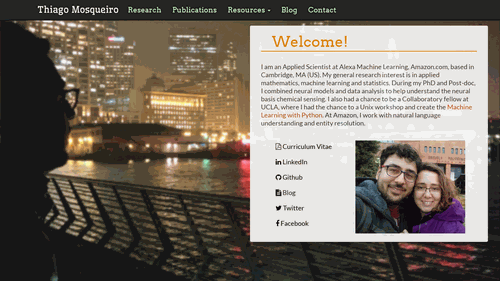 Thiago Mosqueiro Research Publications Resources Blog Contact
Welcome!
I am an Applied Scientist at Alexa Machine Learning, Amazon.com, based in
Cambridge, MA (US). My general research interest is in applied
mathematics, machine learning and statistics. During my PhD and Post-doc,
I combined neural models and data analysis to help understand the neural
basis chemical sensing. I also had a chance to be a Collaboratory fellow at
UCLA, where I had the chance to a Unix workshop and create the Machine
Learning with Python. At Amazon, I work with natural language
understanding and entity resolution.
Curriculum Vitae
LinkedIn
Github
Blog
Twitter
Facebook